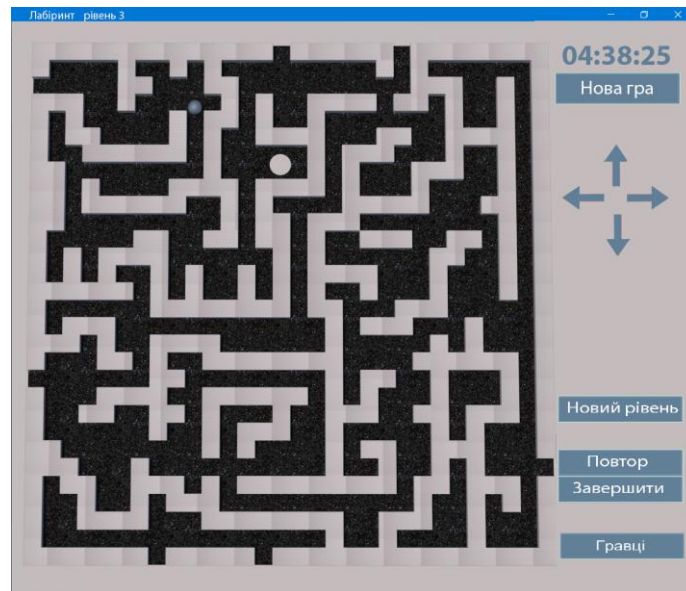 Лабіринт рівень 3
04:38:25
Нова гра
Новий рівень
Повтор
Завершити
Гравці